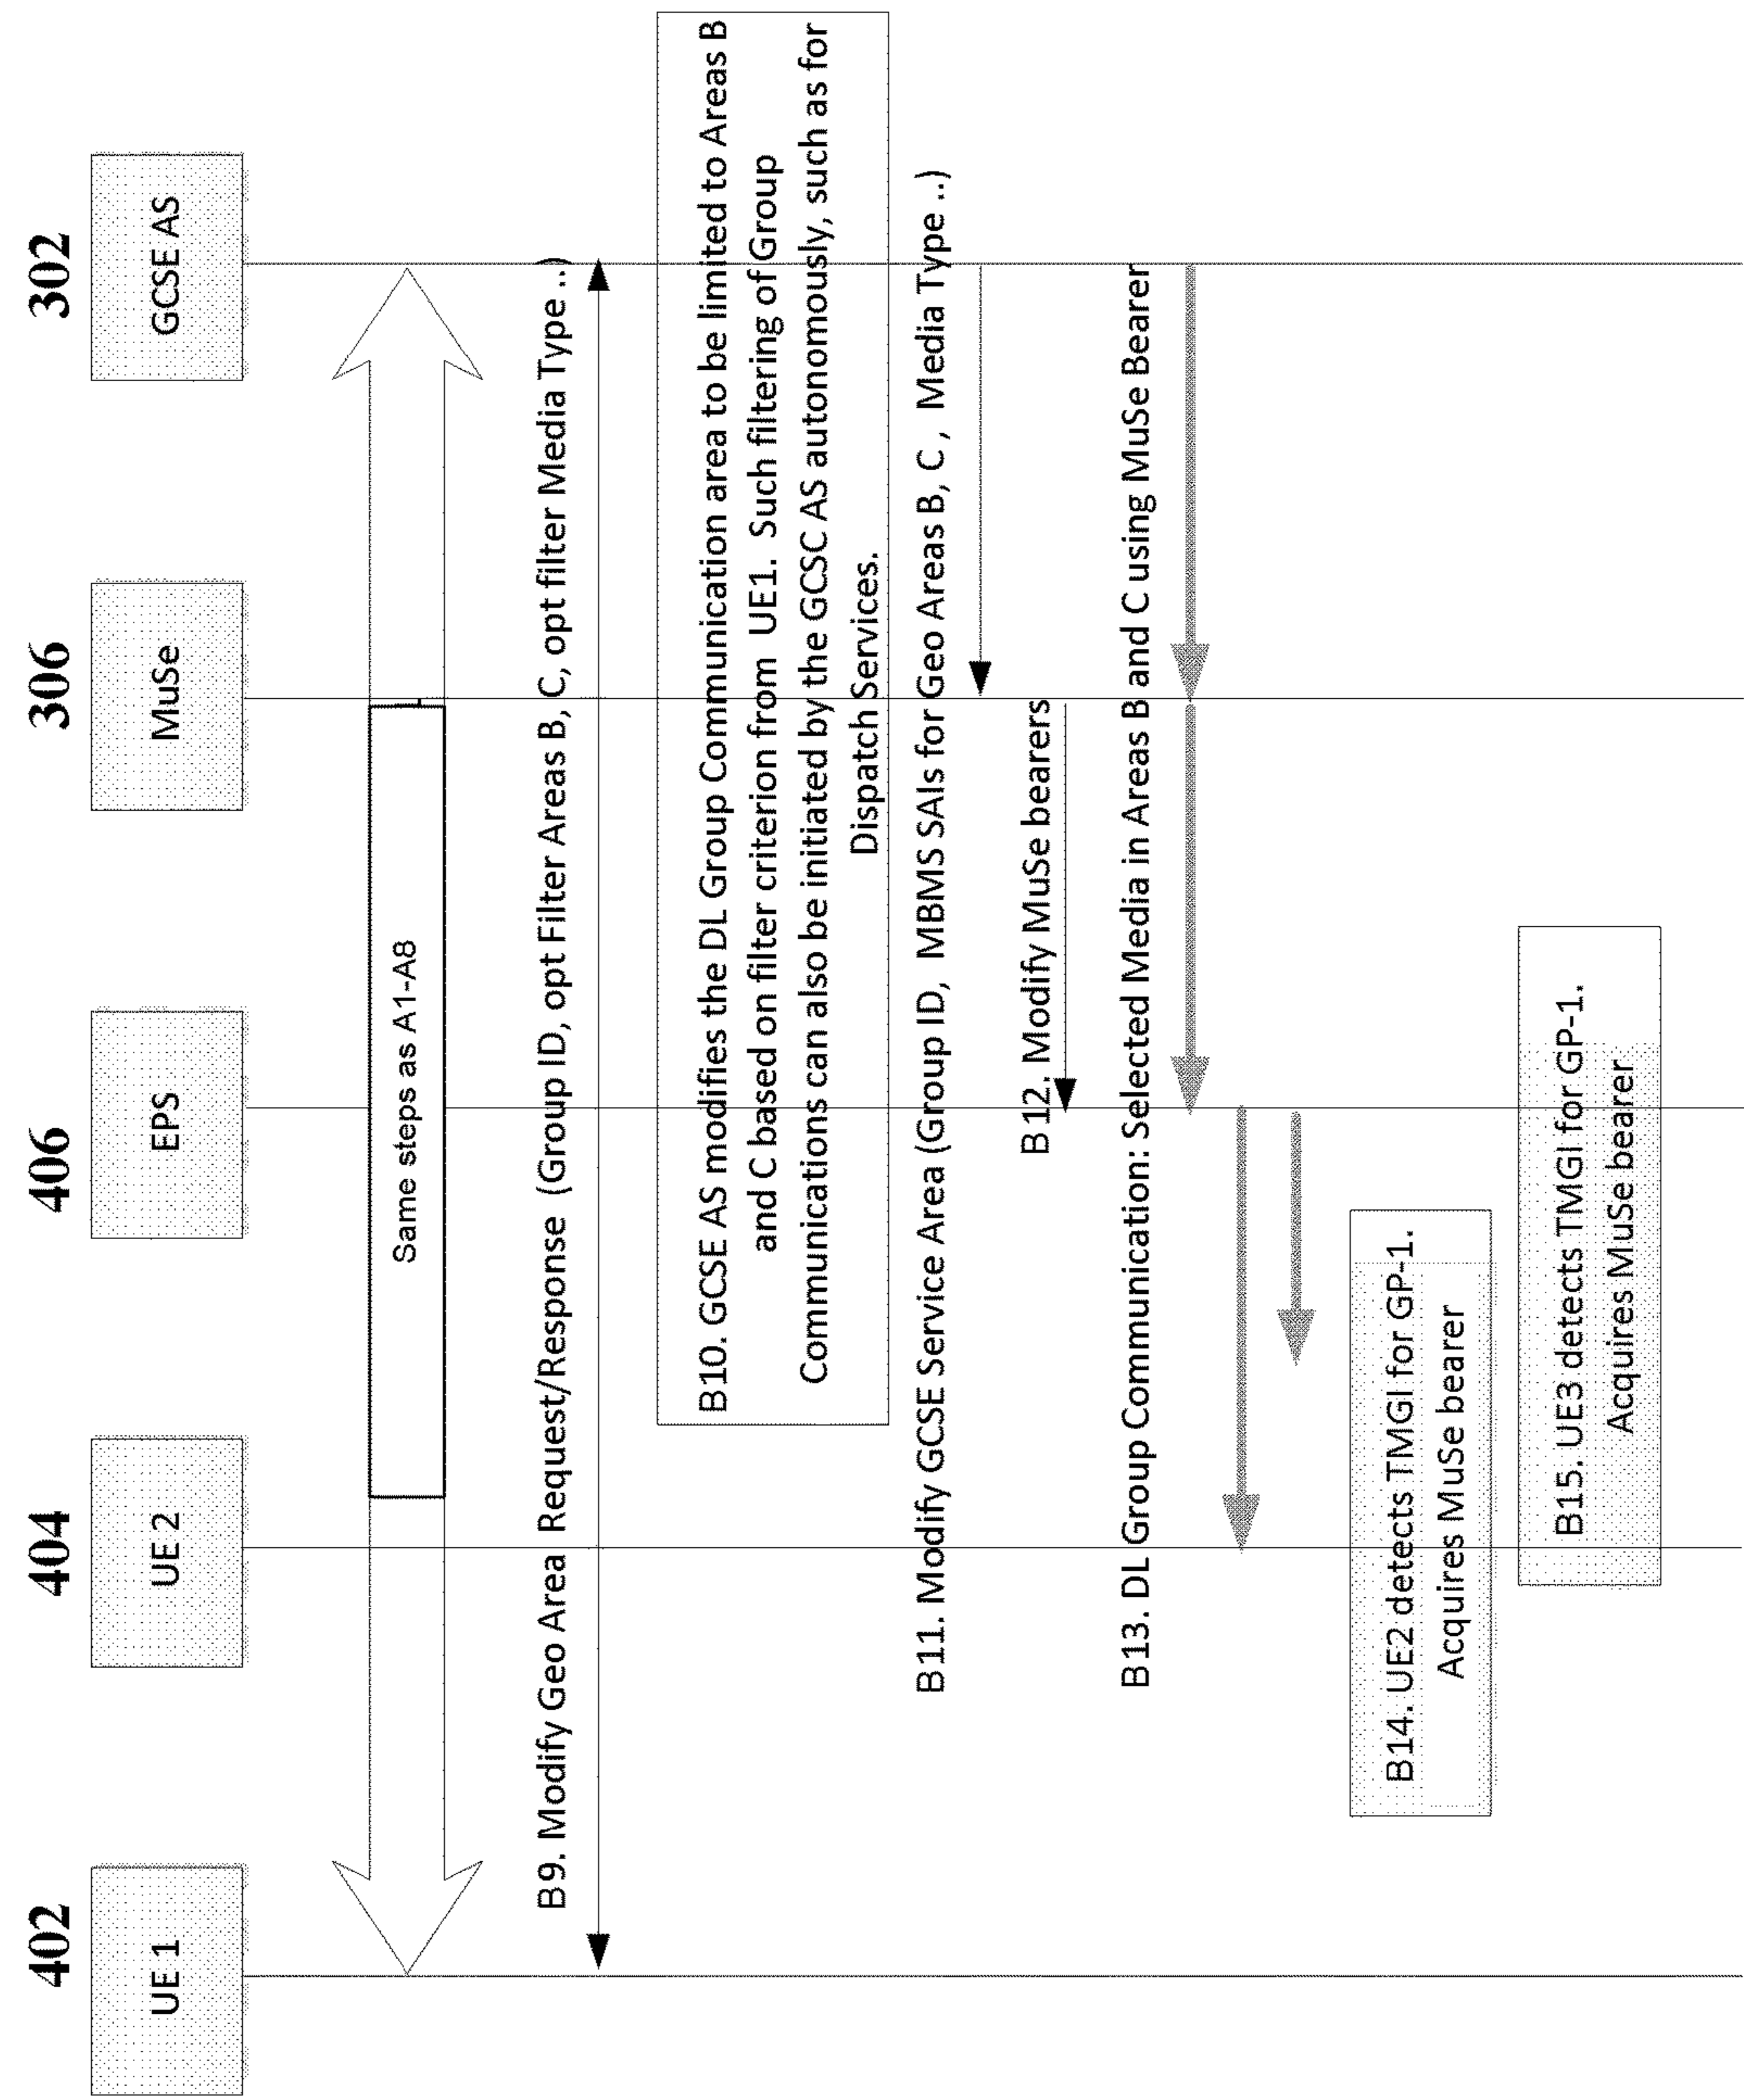 402
404
406
306
302
UE 1
UE 2
EPS
MuSe
GCSE AS
Same steps as A1-A8
B9. Modify Geo Area Request/Response (Group ID, opt Filter Areas B, C, opt filter Media Type ..)
B10. GCSE AS modifies the DL Group Communication area to be limited to Areas B
and C based on filter criterion from UE1. Such filtering of Group
Communications can also be initiated by the GCSC AS autonomously, such as for
Dispatch Services.
B11. Modify GCSE Service Area (Group ID, MBMS SAIs for Geo Areas B, C , Media Type ..)
B12. Modify MuSe bearers
B13. DL Group Communication: Selected Media in Areas B and C using MuSe Bearer
B14. UE2 detects TMGI for GP-1.
Acquires MuSe bearer
B15. UE3 detects TMGI for GP-1.
Acquires MuSe bearer